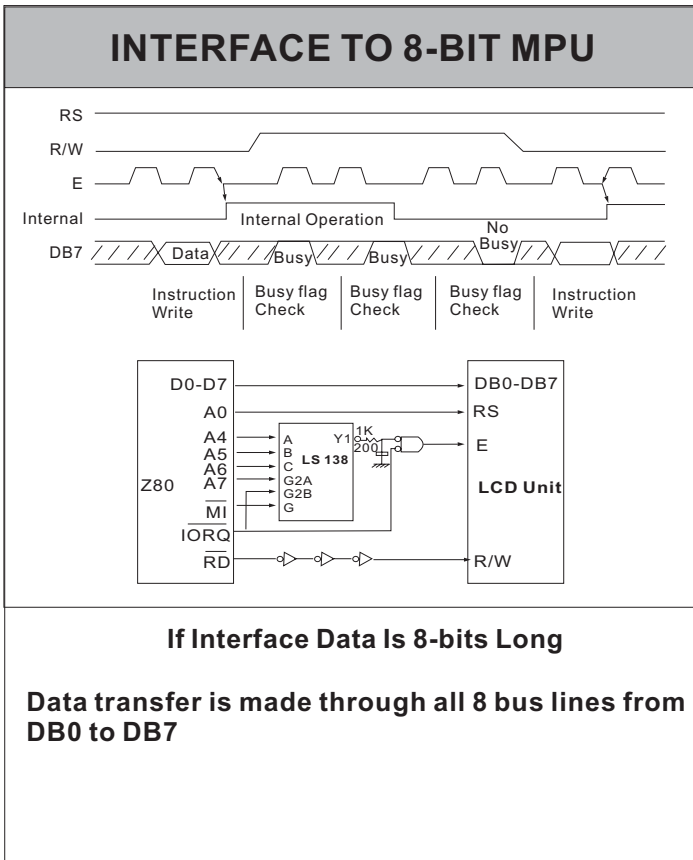 INTERFACE TO 8-BIT MPU
RS
R/W
E
Internal
Internal Operation
No
Busy
DB7
Data
Busy
Busy
Instruction
Write
Busy flag
Check
Busy flag
Check
Busy flag
Check
Instruction
Write
Z80
D0-D7
A0
A4
A5
A6
A7
MI
IORQ
RD
A
B
C
G2A
G2B
G
LS 138
Y1
1K
200
DB0-DB7
RS
E
LCD Unit
R/W
If Interface Data Is 8-bits Long
Data transfer is made through all 8 bus lines from
DB0 to DB7